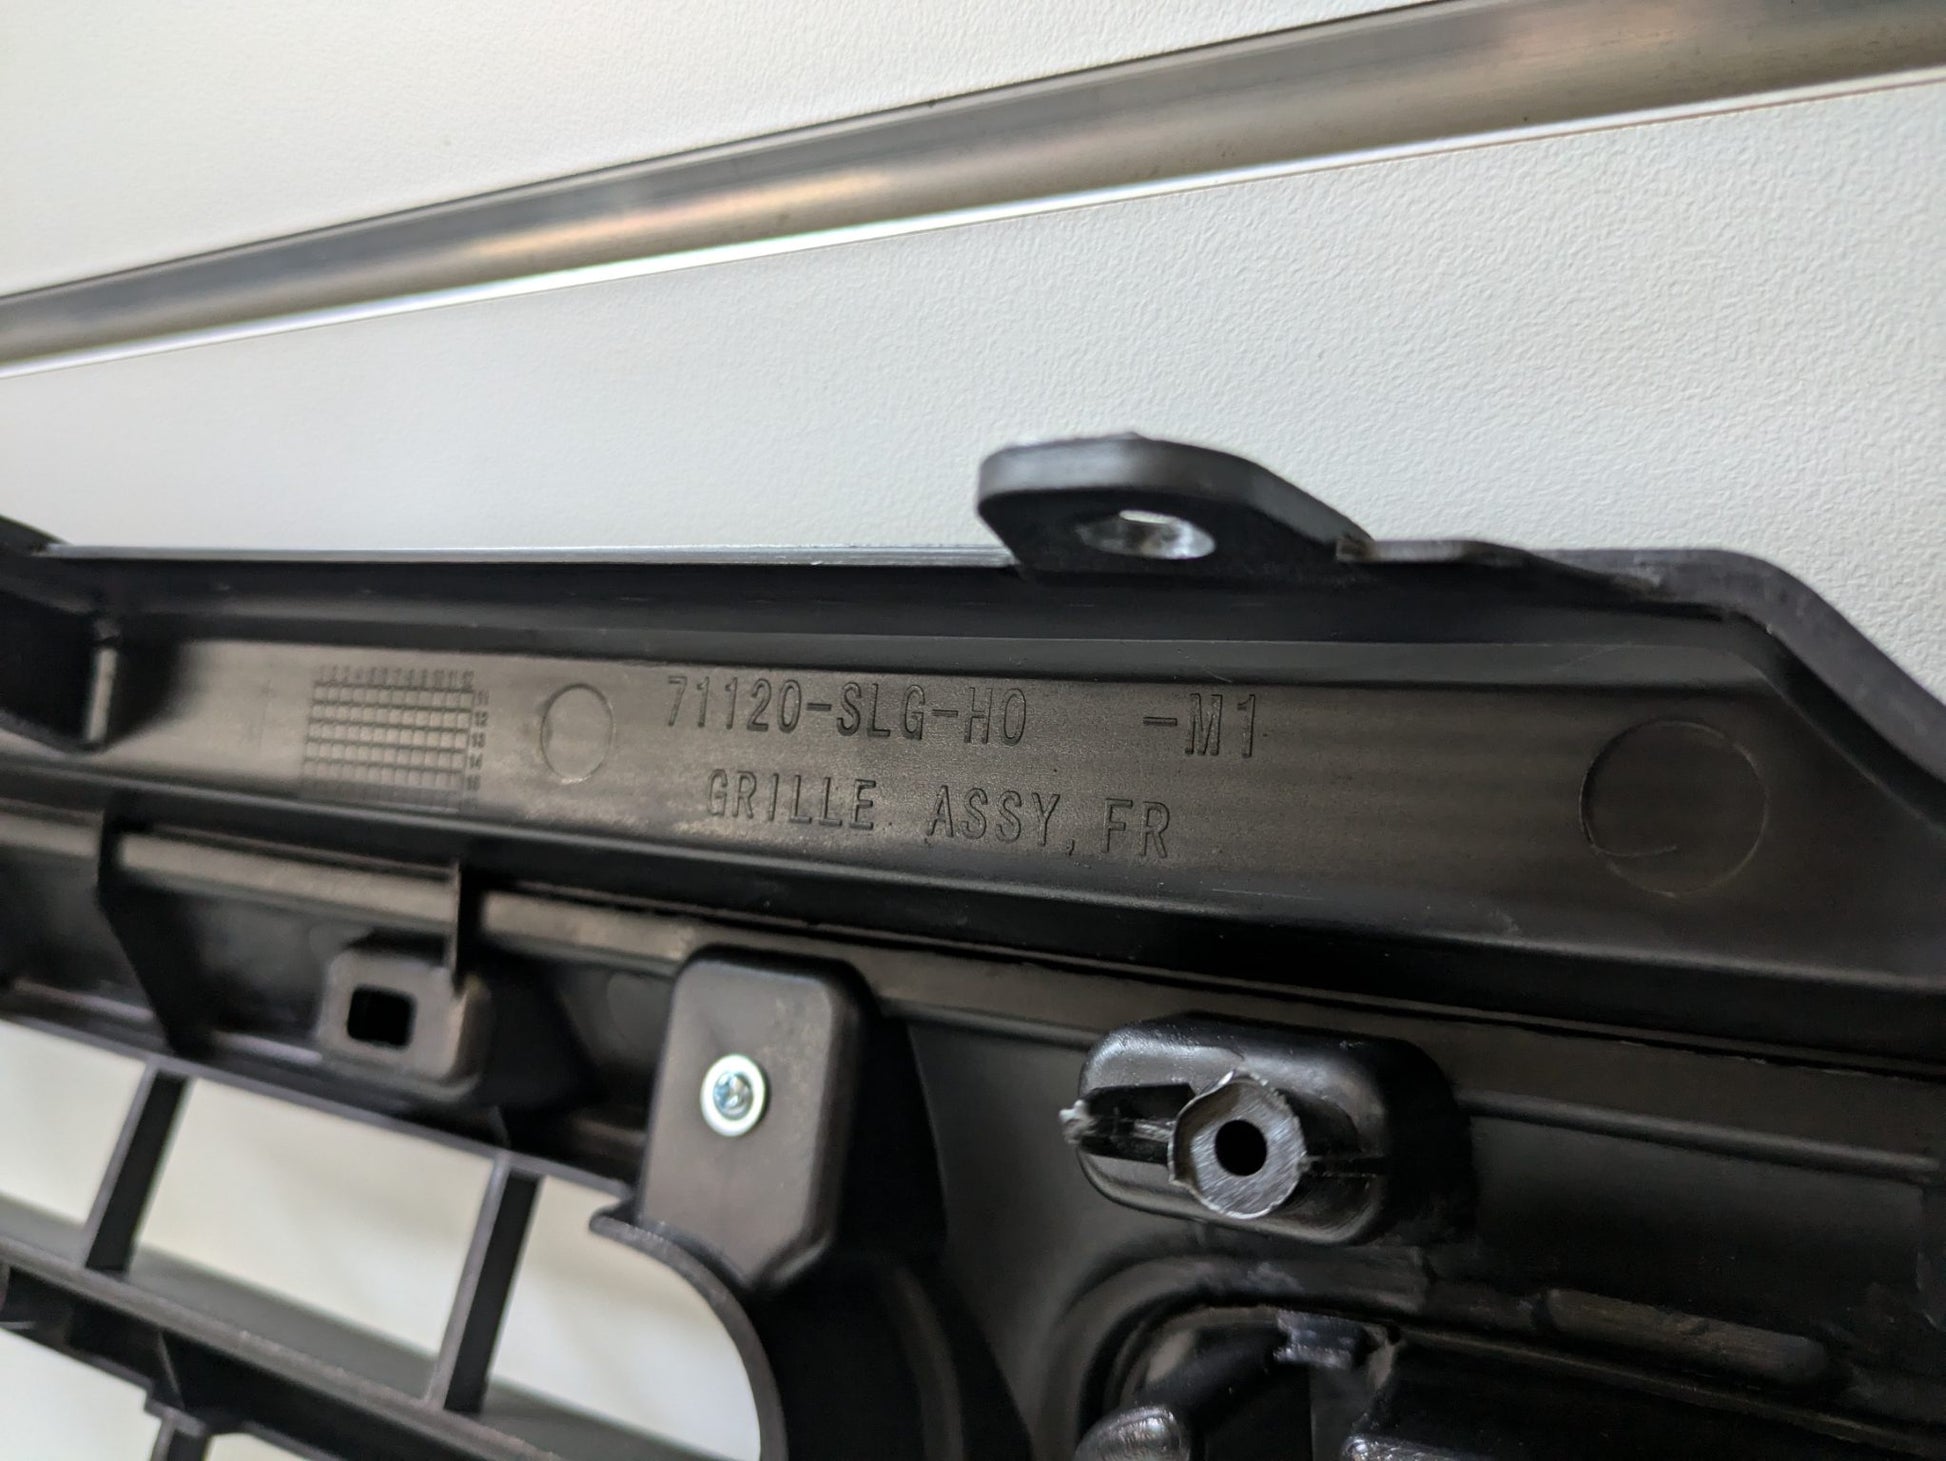 71120-SLG-H0 -M1
GRILLE ASSY, FR